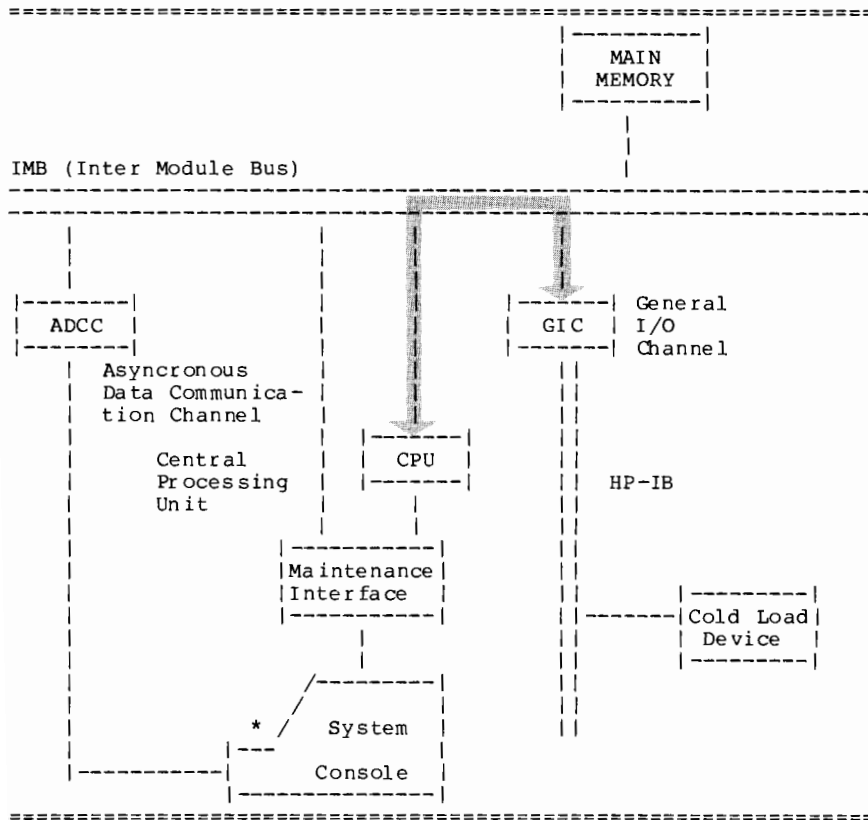 MAIN
MEMORY
IMB (Inter Module Bus)
ADCC
GIC
General
I/O
Channel
Asyncronous
Data Communica-
tion Channel
Central
Processing
Unit
CPU
HP-IB
Maintenance
Interface
Cold Load
Device
*
System
Console